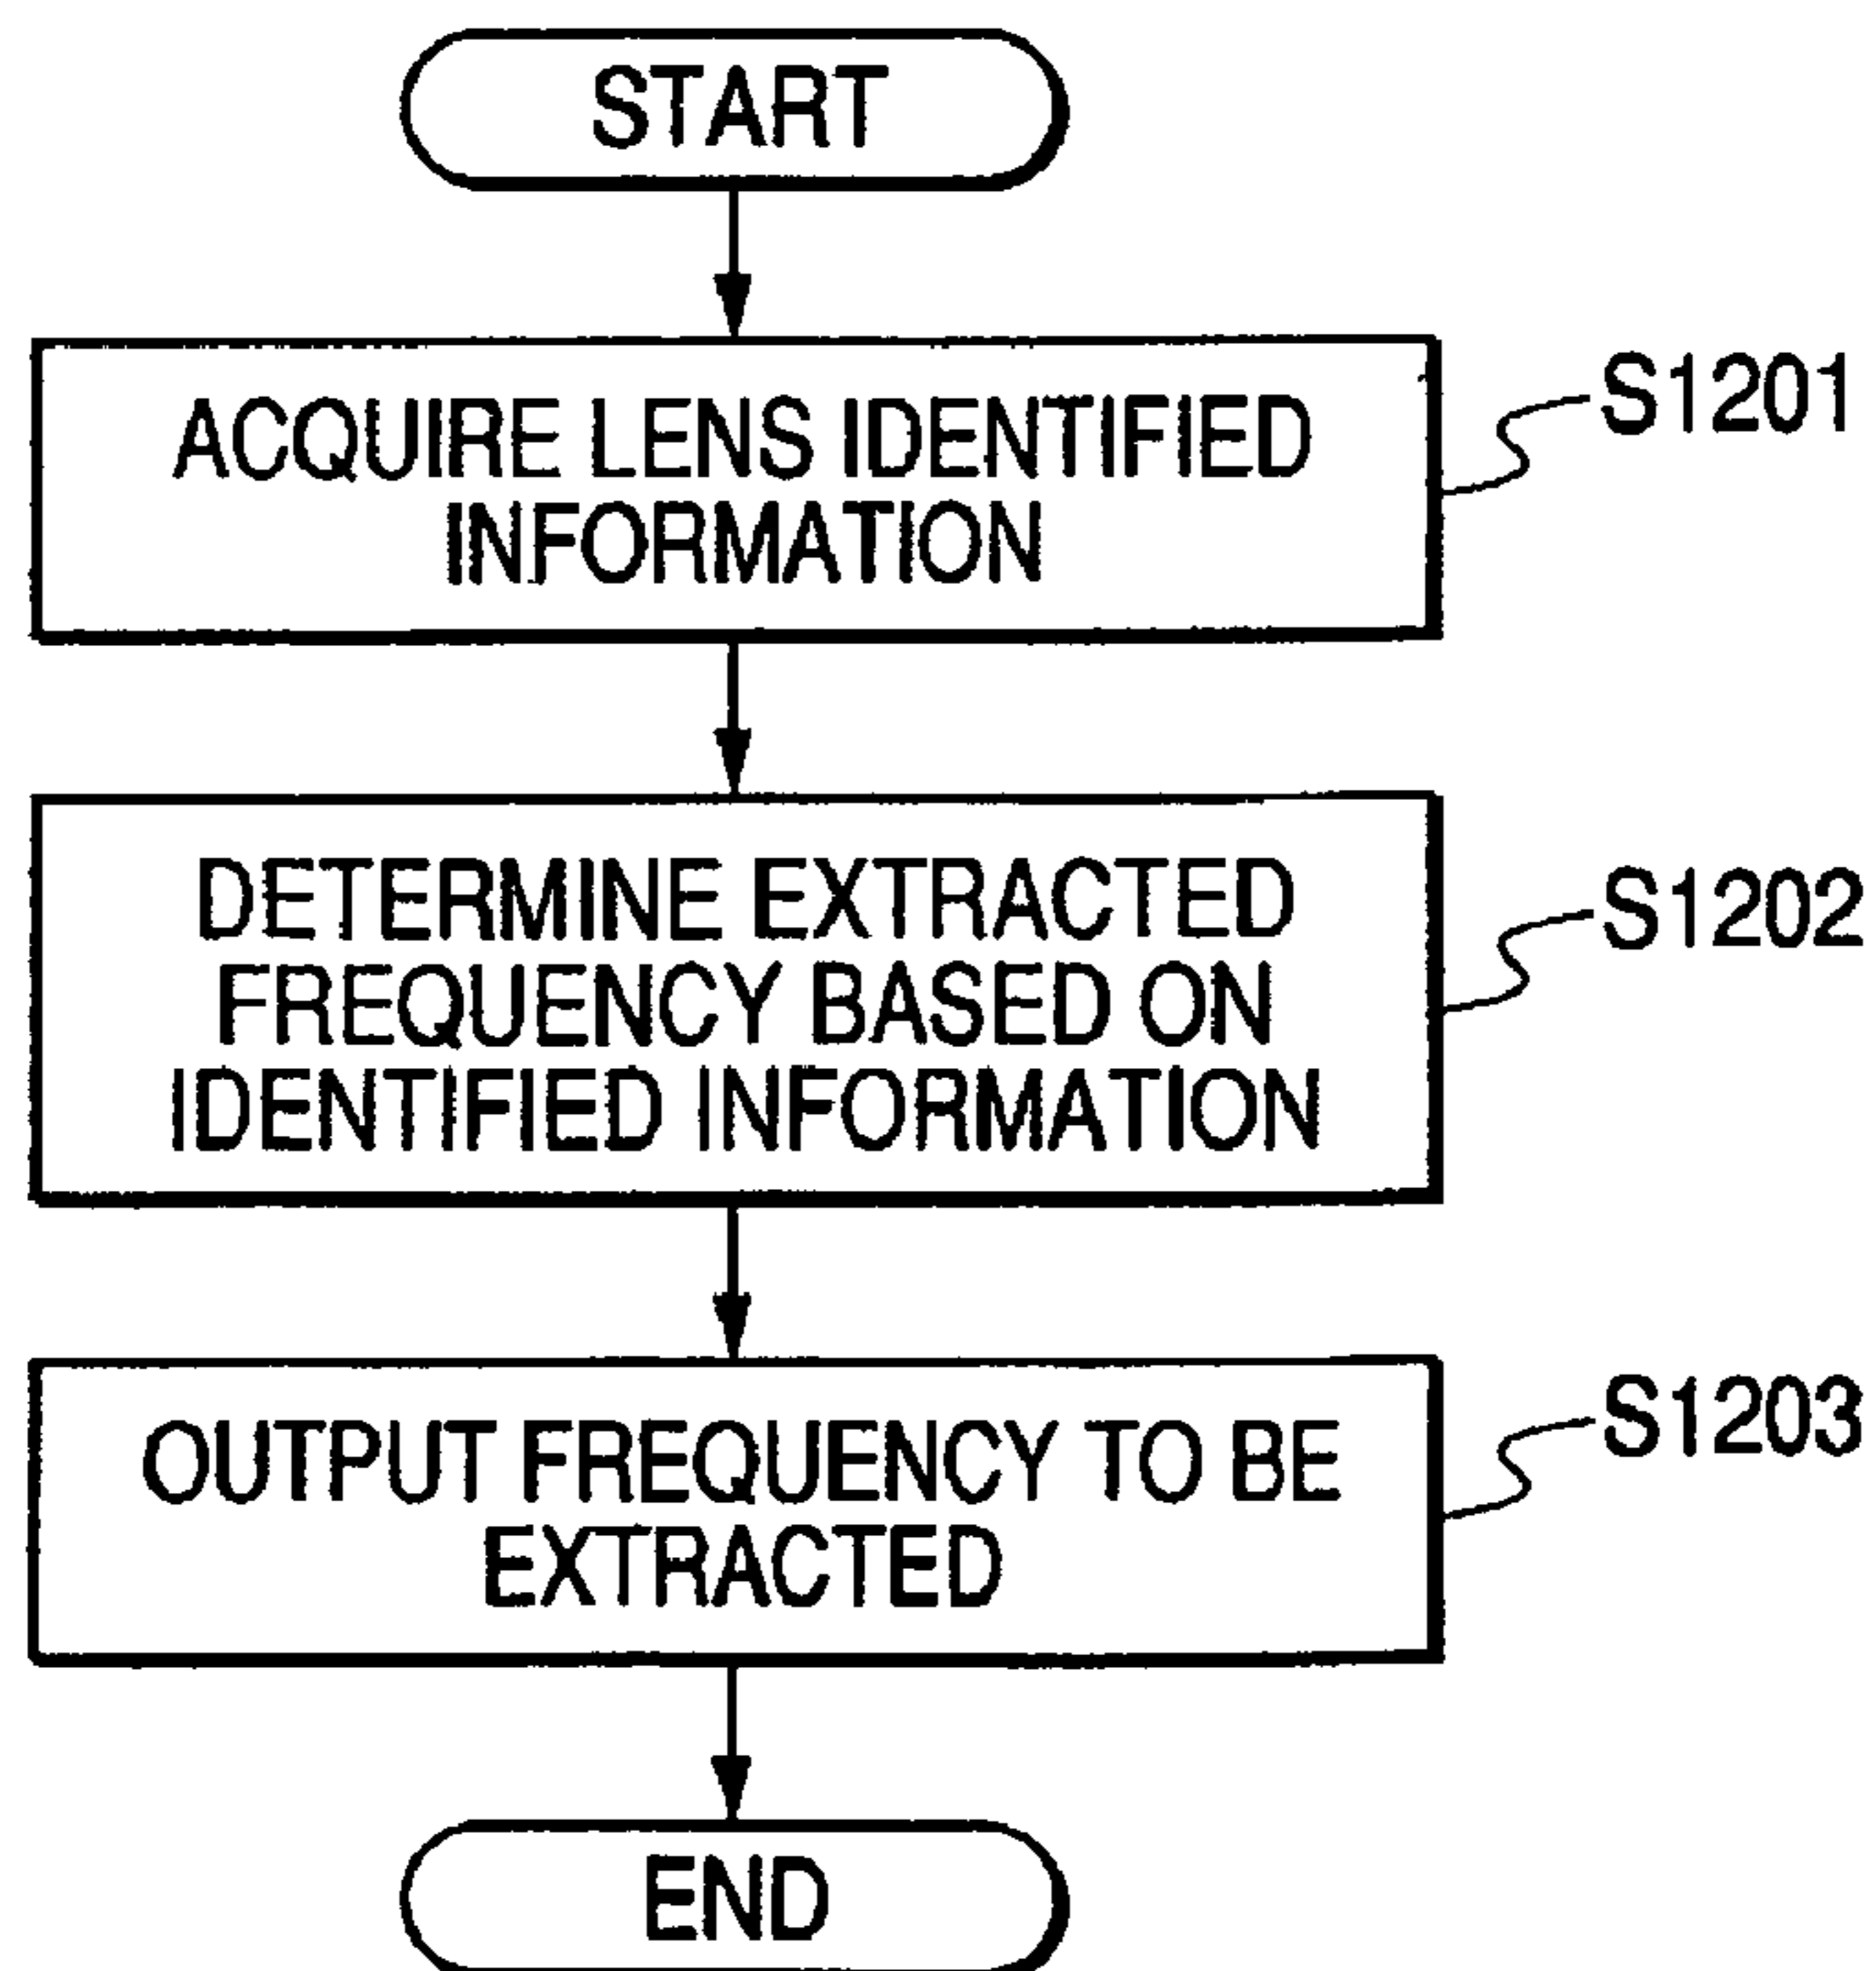 START
ACQUIRE LENS IDENTIFIED
INFORMATION
S1201
DETERMINE EXTRACTED
FREQUENCY BASED ON
IDENTIFIED INFORMATION
S1202
OUTPUT FREQUENCY TO BE
EXTRACTED
S1203
END